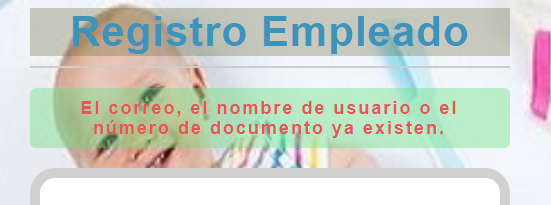 Registro Empleado
El correo, el nombre de usuario o el
número de documento ya existen.